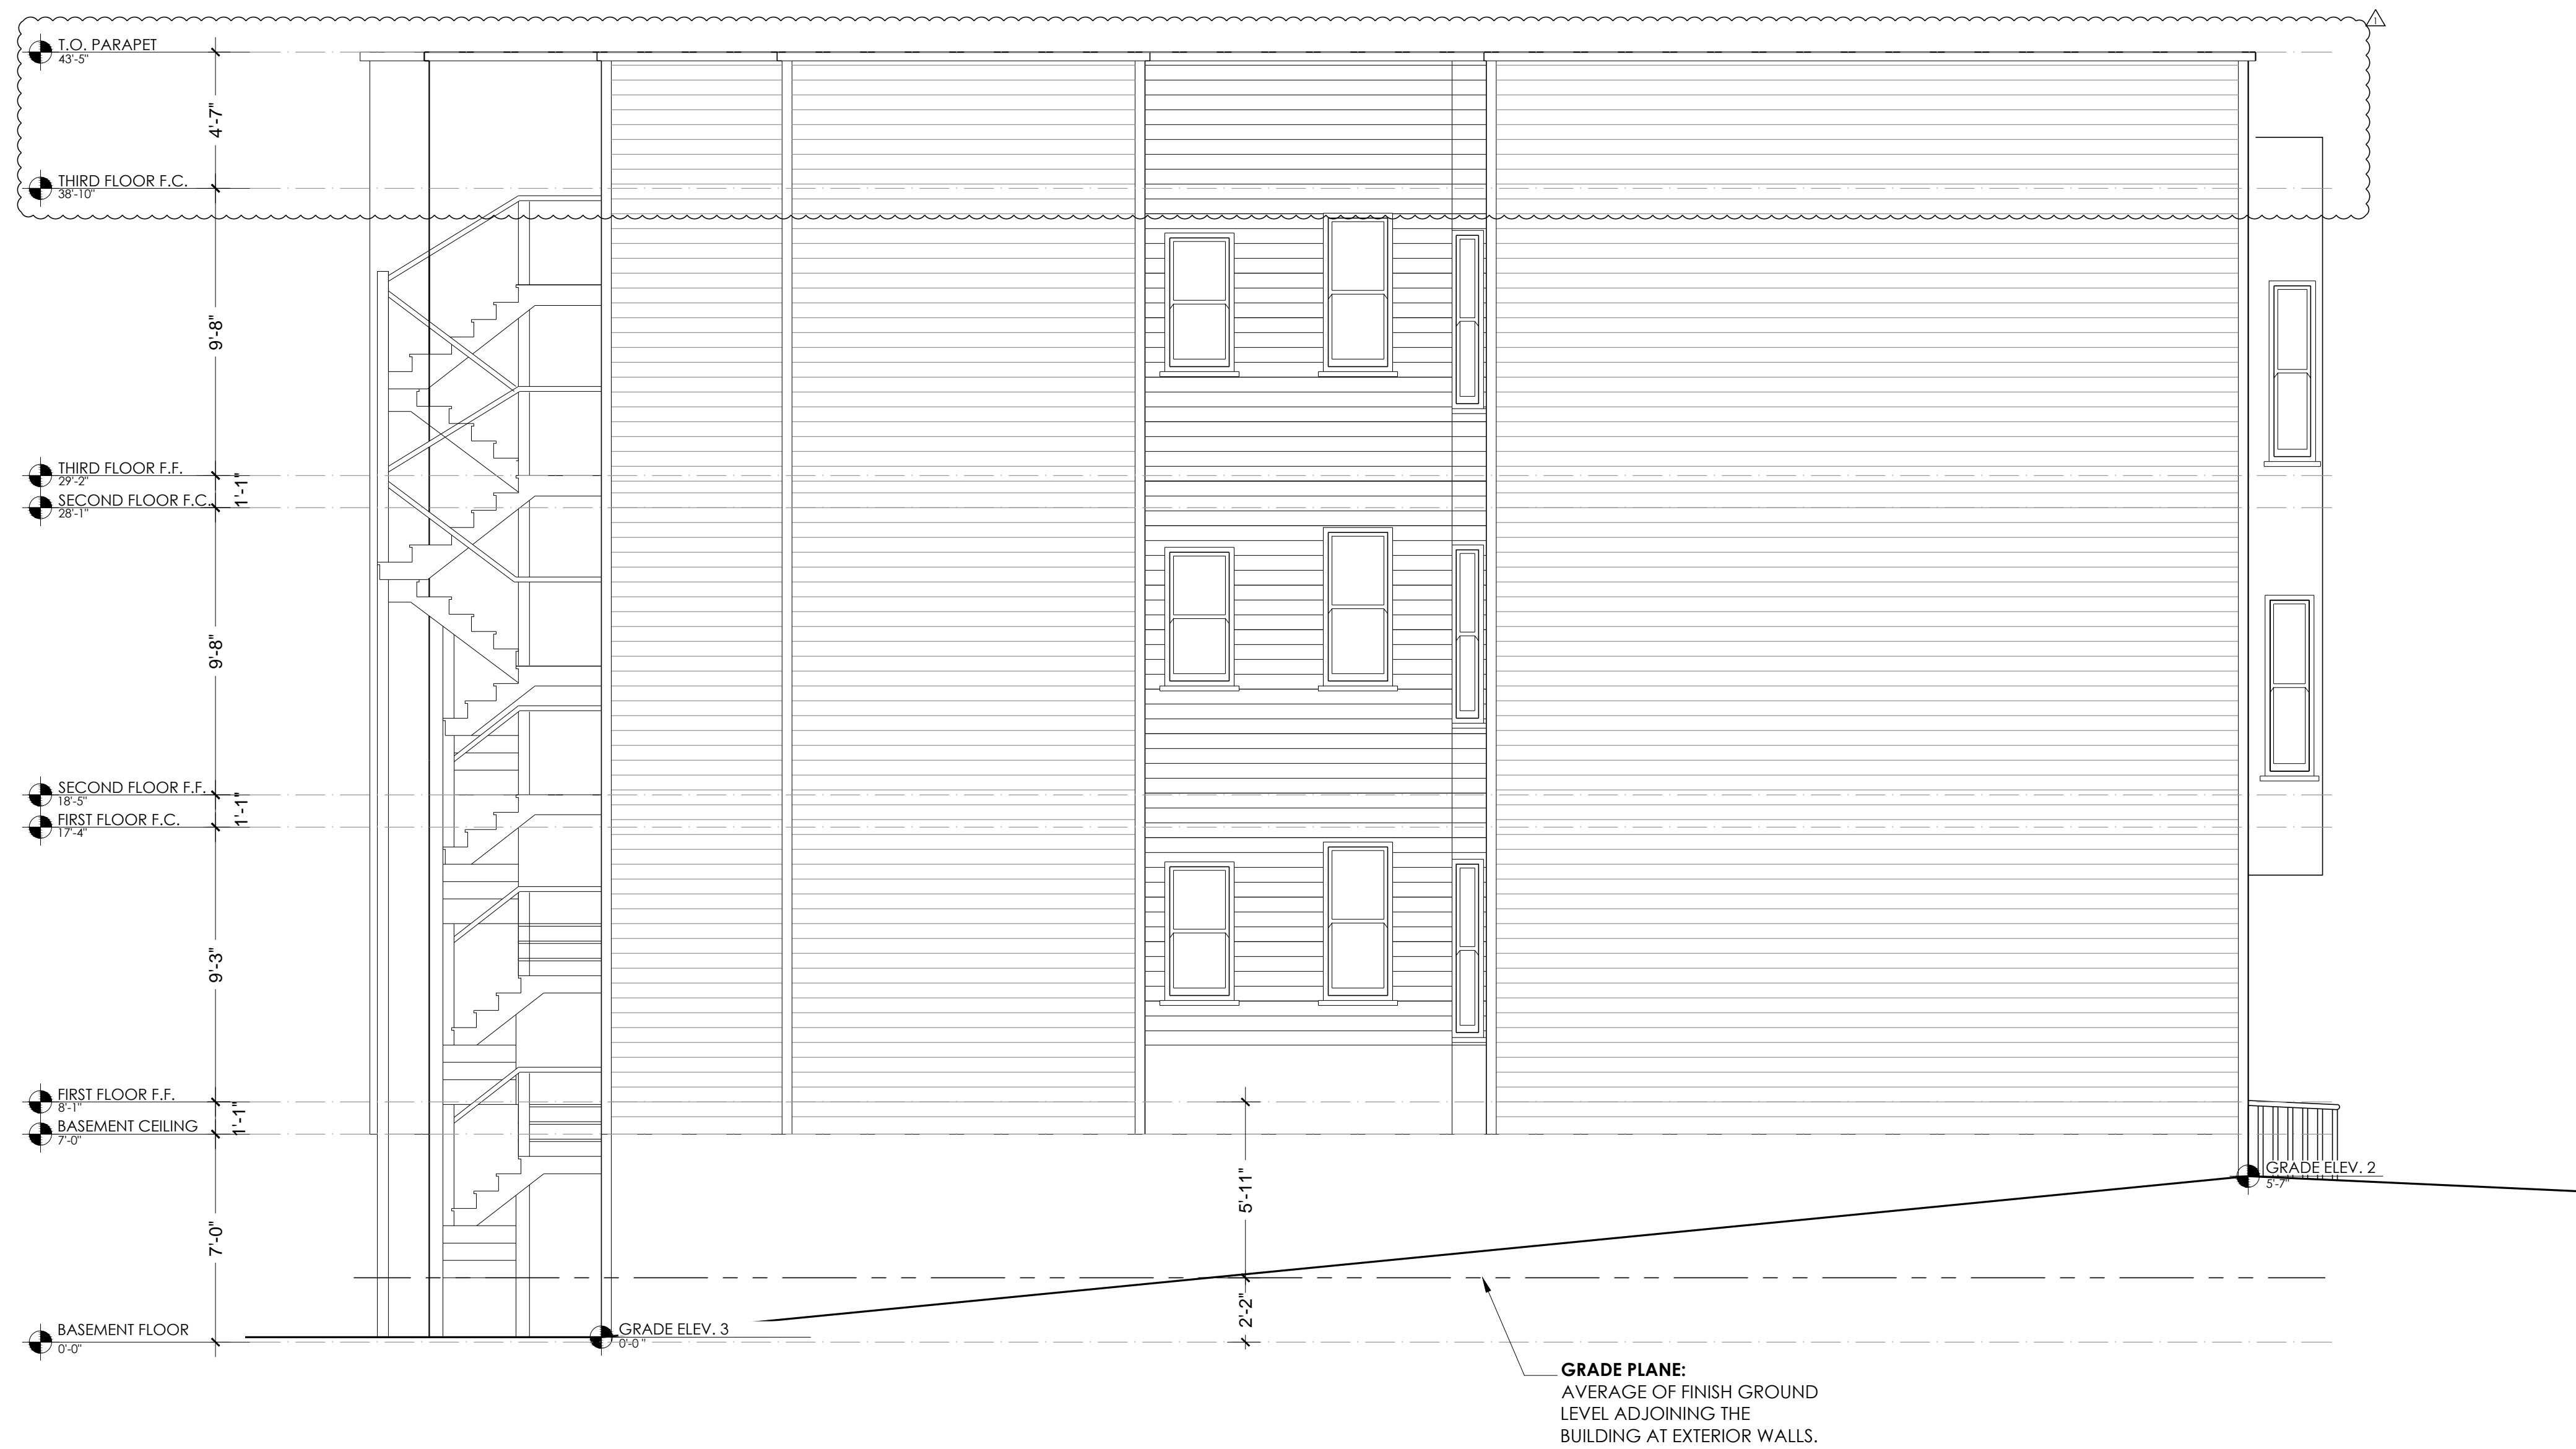 1
T.O. PARAPET
43'-5"
4'-7"
THIRD FLOOR F.C.
38'-10"
9'-8"
THIRD FLOOR F.F.
29'-2"
1'-1"
SECOND FLOOR F.C.
28'-1"
9'-8"
SECOND FLOOR F.F.
18'-5"
1'-1"
FIRST FLOOR F.C.
17'-4"
9'-3"
FIRST FLOOR F.F.
8'-1"
1'-1"
BASEMENT CEILING
7'-0"
5'-11"
GRADE ELEV. 2
5'-7"
7'-0"
2'-2"
BASEMENT FLOOR
0'-0"
GRADE ELEV. 3
0'-0"
GRADE PLANE:
AVERAGE OF FINISH GROUND
LEVEL ADJOINING THE
BUILDING AT EXTERIOR WALLS.